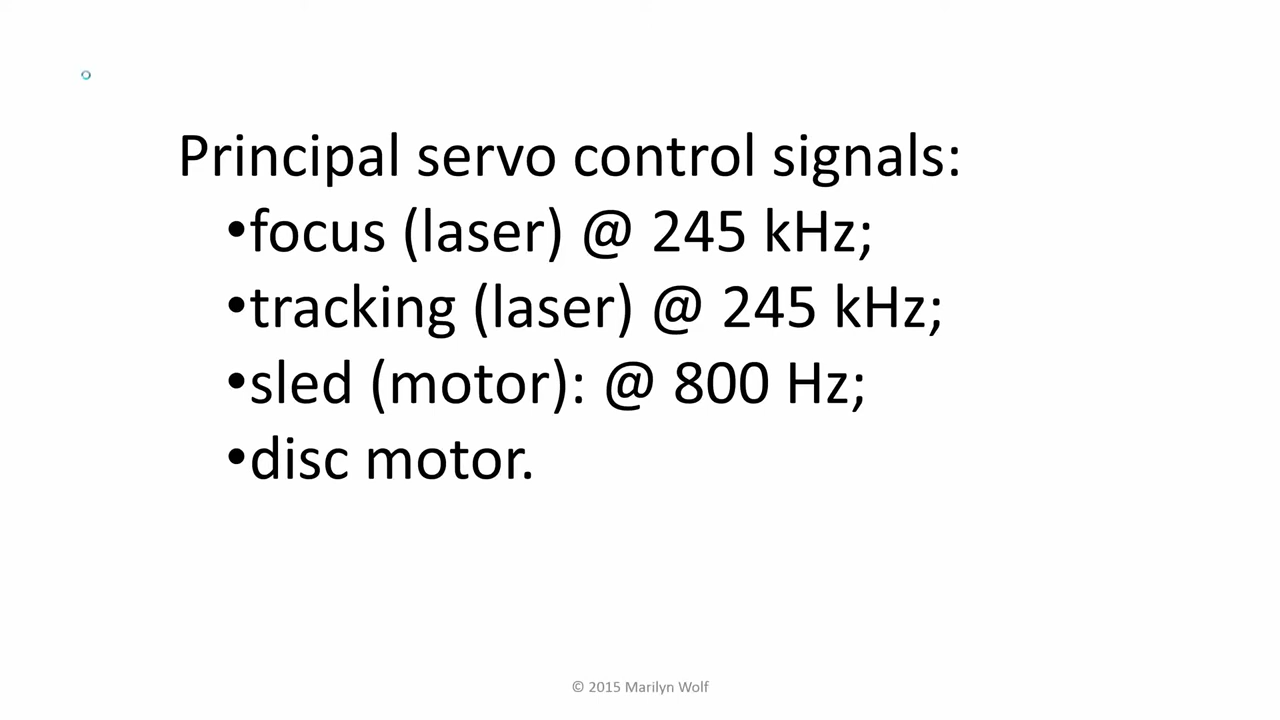 Principal servo control signals:
•focus (laser) @ 245 kHz;
•tracking (laser) @ 245 kHz;
•sled (motor): @ 800 Hz;
•disc motor.
© 2015 Marilyn Wolf